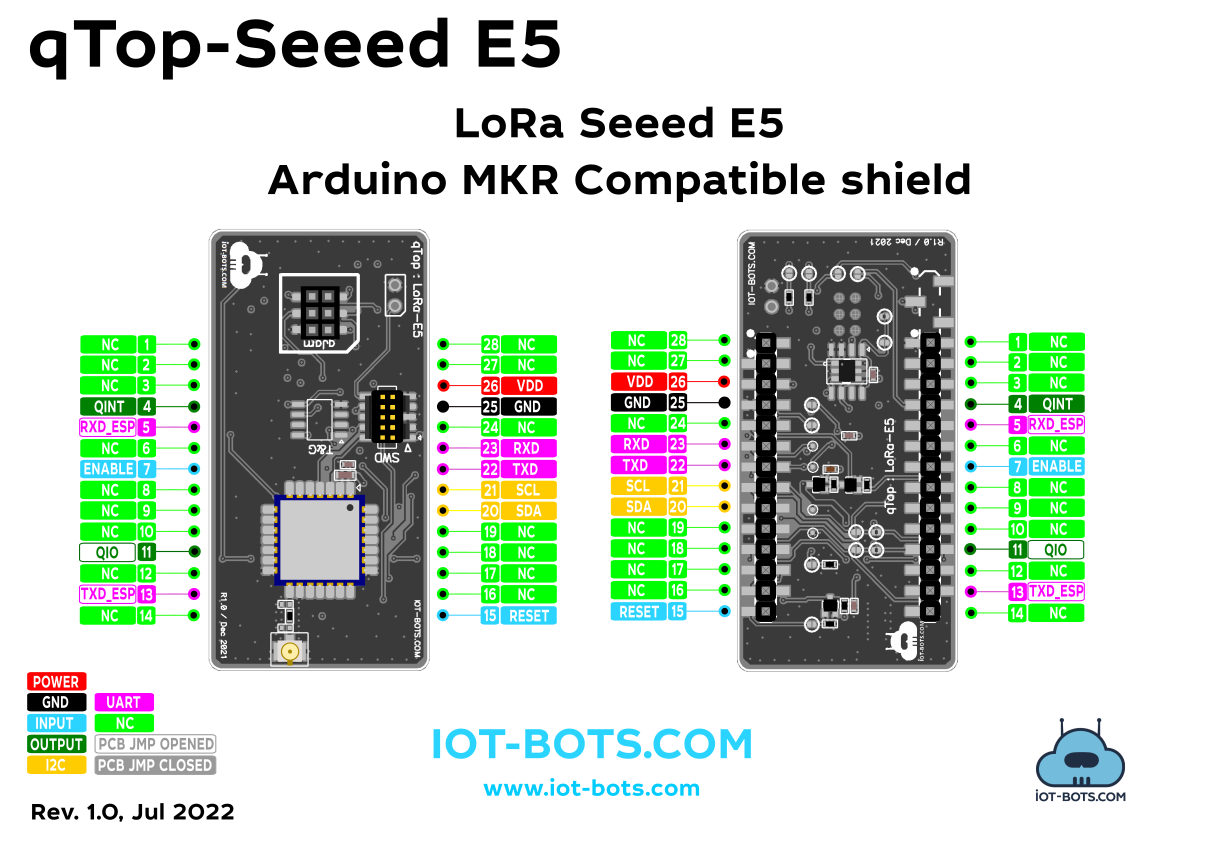 qTop-Seeed E5
LoRa Seeed E5
Arduino MKR Compatible shield
iOT-BOTS.COM
qTop : LoRa-E5
qJam
T&G
SWD
R1.0 / Dec 2021
IOT-BOTS.COM
NC 1
NC 2
NC 3
QINT 4
RXD_ESP 5
NC 6
ENABLE 7
NC 8
NC 9
NC 10
QIO 11
NC 12
TXD_ESP 13
NC 14
28 NC
27 NC
26 VDD
25 GND
24 NC
23 RXD
22 TXD
21 SCL
20 SDA
19 NC
18 NC
17 NC
16 NC
15 RESET
IOT-BOTS.COM
R1.0 / Dec 2021
qTop : LoRa-E5
iOT-BOTS.COM
NC 28
NC 27
VDD 26
GND 25
NC 24
RXD 23
TXD 22
SCL 21
SDA 20
NC 19
NC 18
NC 17
NC 16
RESET 15
1 NC
2 NC
3 NC
4 QINT
5 RXD_ESP
6 NC
7 ENABLE
8 NC
9 NC
10 NC
11 QIO
12 NC
13 TXD_ESP
14 NC
POWER
GND UART
INPUT NC
OUTPUT PCB JMP OPENED
I2C PCB JMP CLOSED
Rev. 1.0, Jul 2022
IOT-BOTS.COM
www.iot-bots.com
iOT-BOTS.COM